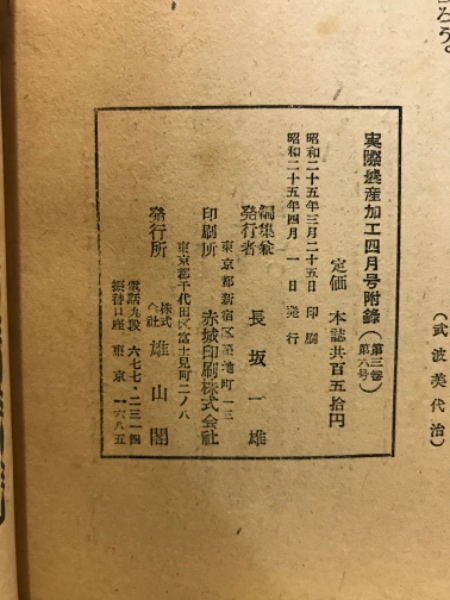 ろう。
(武波美代治)
実際農産加工四月号附録(第三巻第六号)
定価 本誌共百五拾円
昭和二十五年三月二十五日 印刷
昭和二十五年四月 一 日 発行
編集兼発行者 長坂一雄
東京都新宿区 町一三
印刷所 赤城印刷株式会社
東京都千代田区富士見町二ノ八
発行所 株式会社 雄山閣
電話九段 六七七・二三一四
振替口座 東京 一六八五